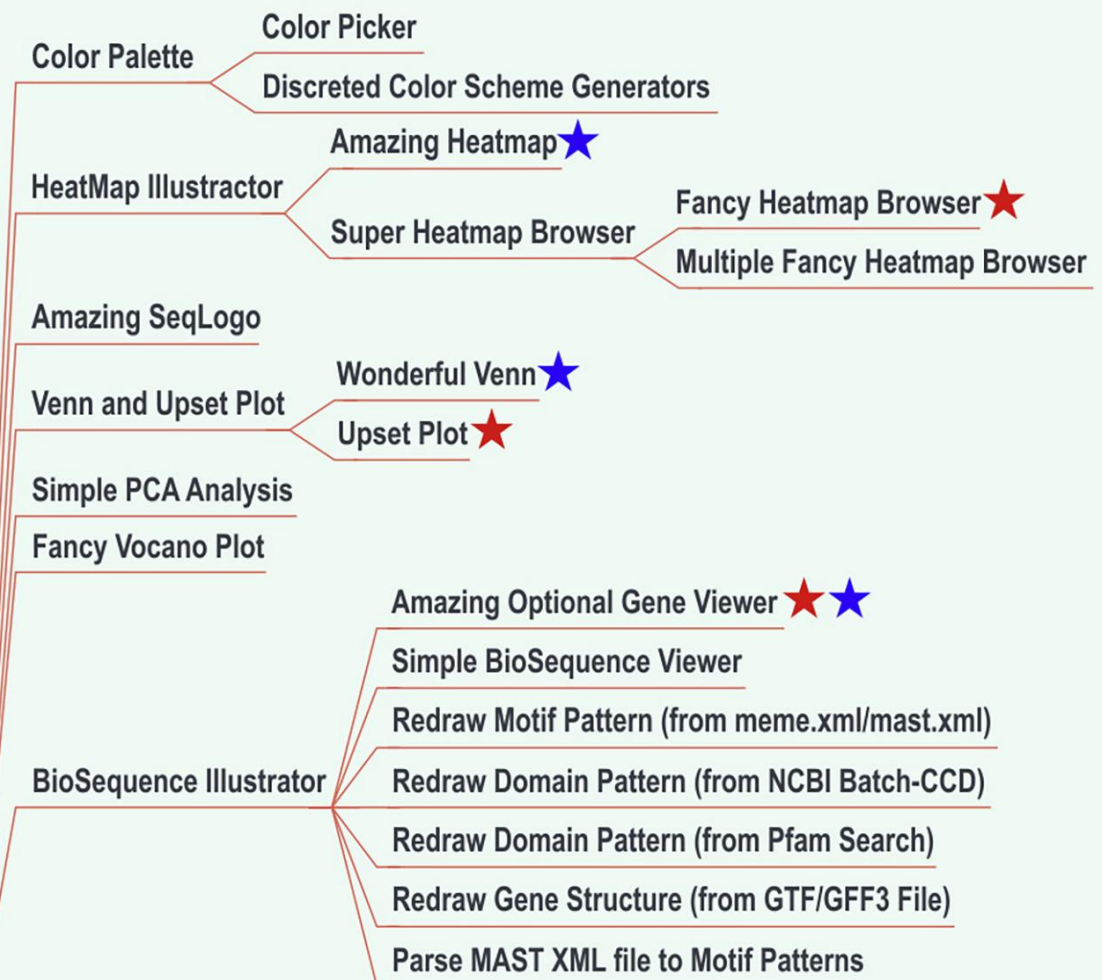 Color Palette
Color Picker
Discreted Color Scheme Generators
HeatMap Illustractor
Amazing Heatmap
Super Heatmap Browser
Fancy Heatmap Browser
Multiple Fancy Heatmap Browser
Amazing SeqLogo
Venn and Upset Plot
Wonderful Venn
Upset Plot
Simple PCA Analysis
Fancy Vocano Plot
BioSequence Illustrator
Amazing Optional Gene Viewer
Simple BioSequence Viewer
Redraw Motif Pattern (from meme.xml/mast.xml)
Redraw Domain Pattern (from NCBI Batch-CCD)
Redraw Domain Pattern (from Pfam Search)
Redraw Gene Structure (from GTF/GFF3 File)
Parse MAST XML file to Motif Patterns